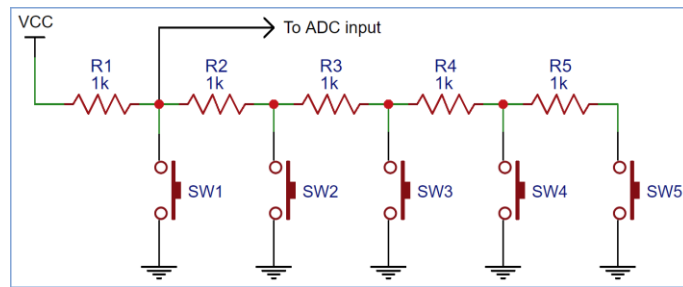 VCC
To ADC input
R1
1k
R2
1k
R3
1k
R4
1k
R5
1k
SW1
SW2
SW3
SW4
SW5